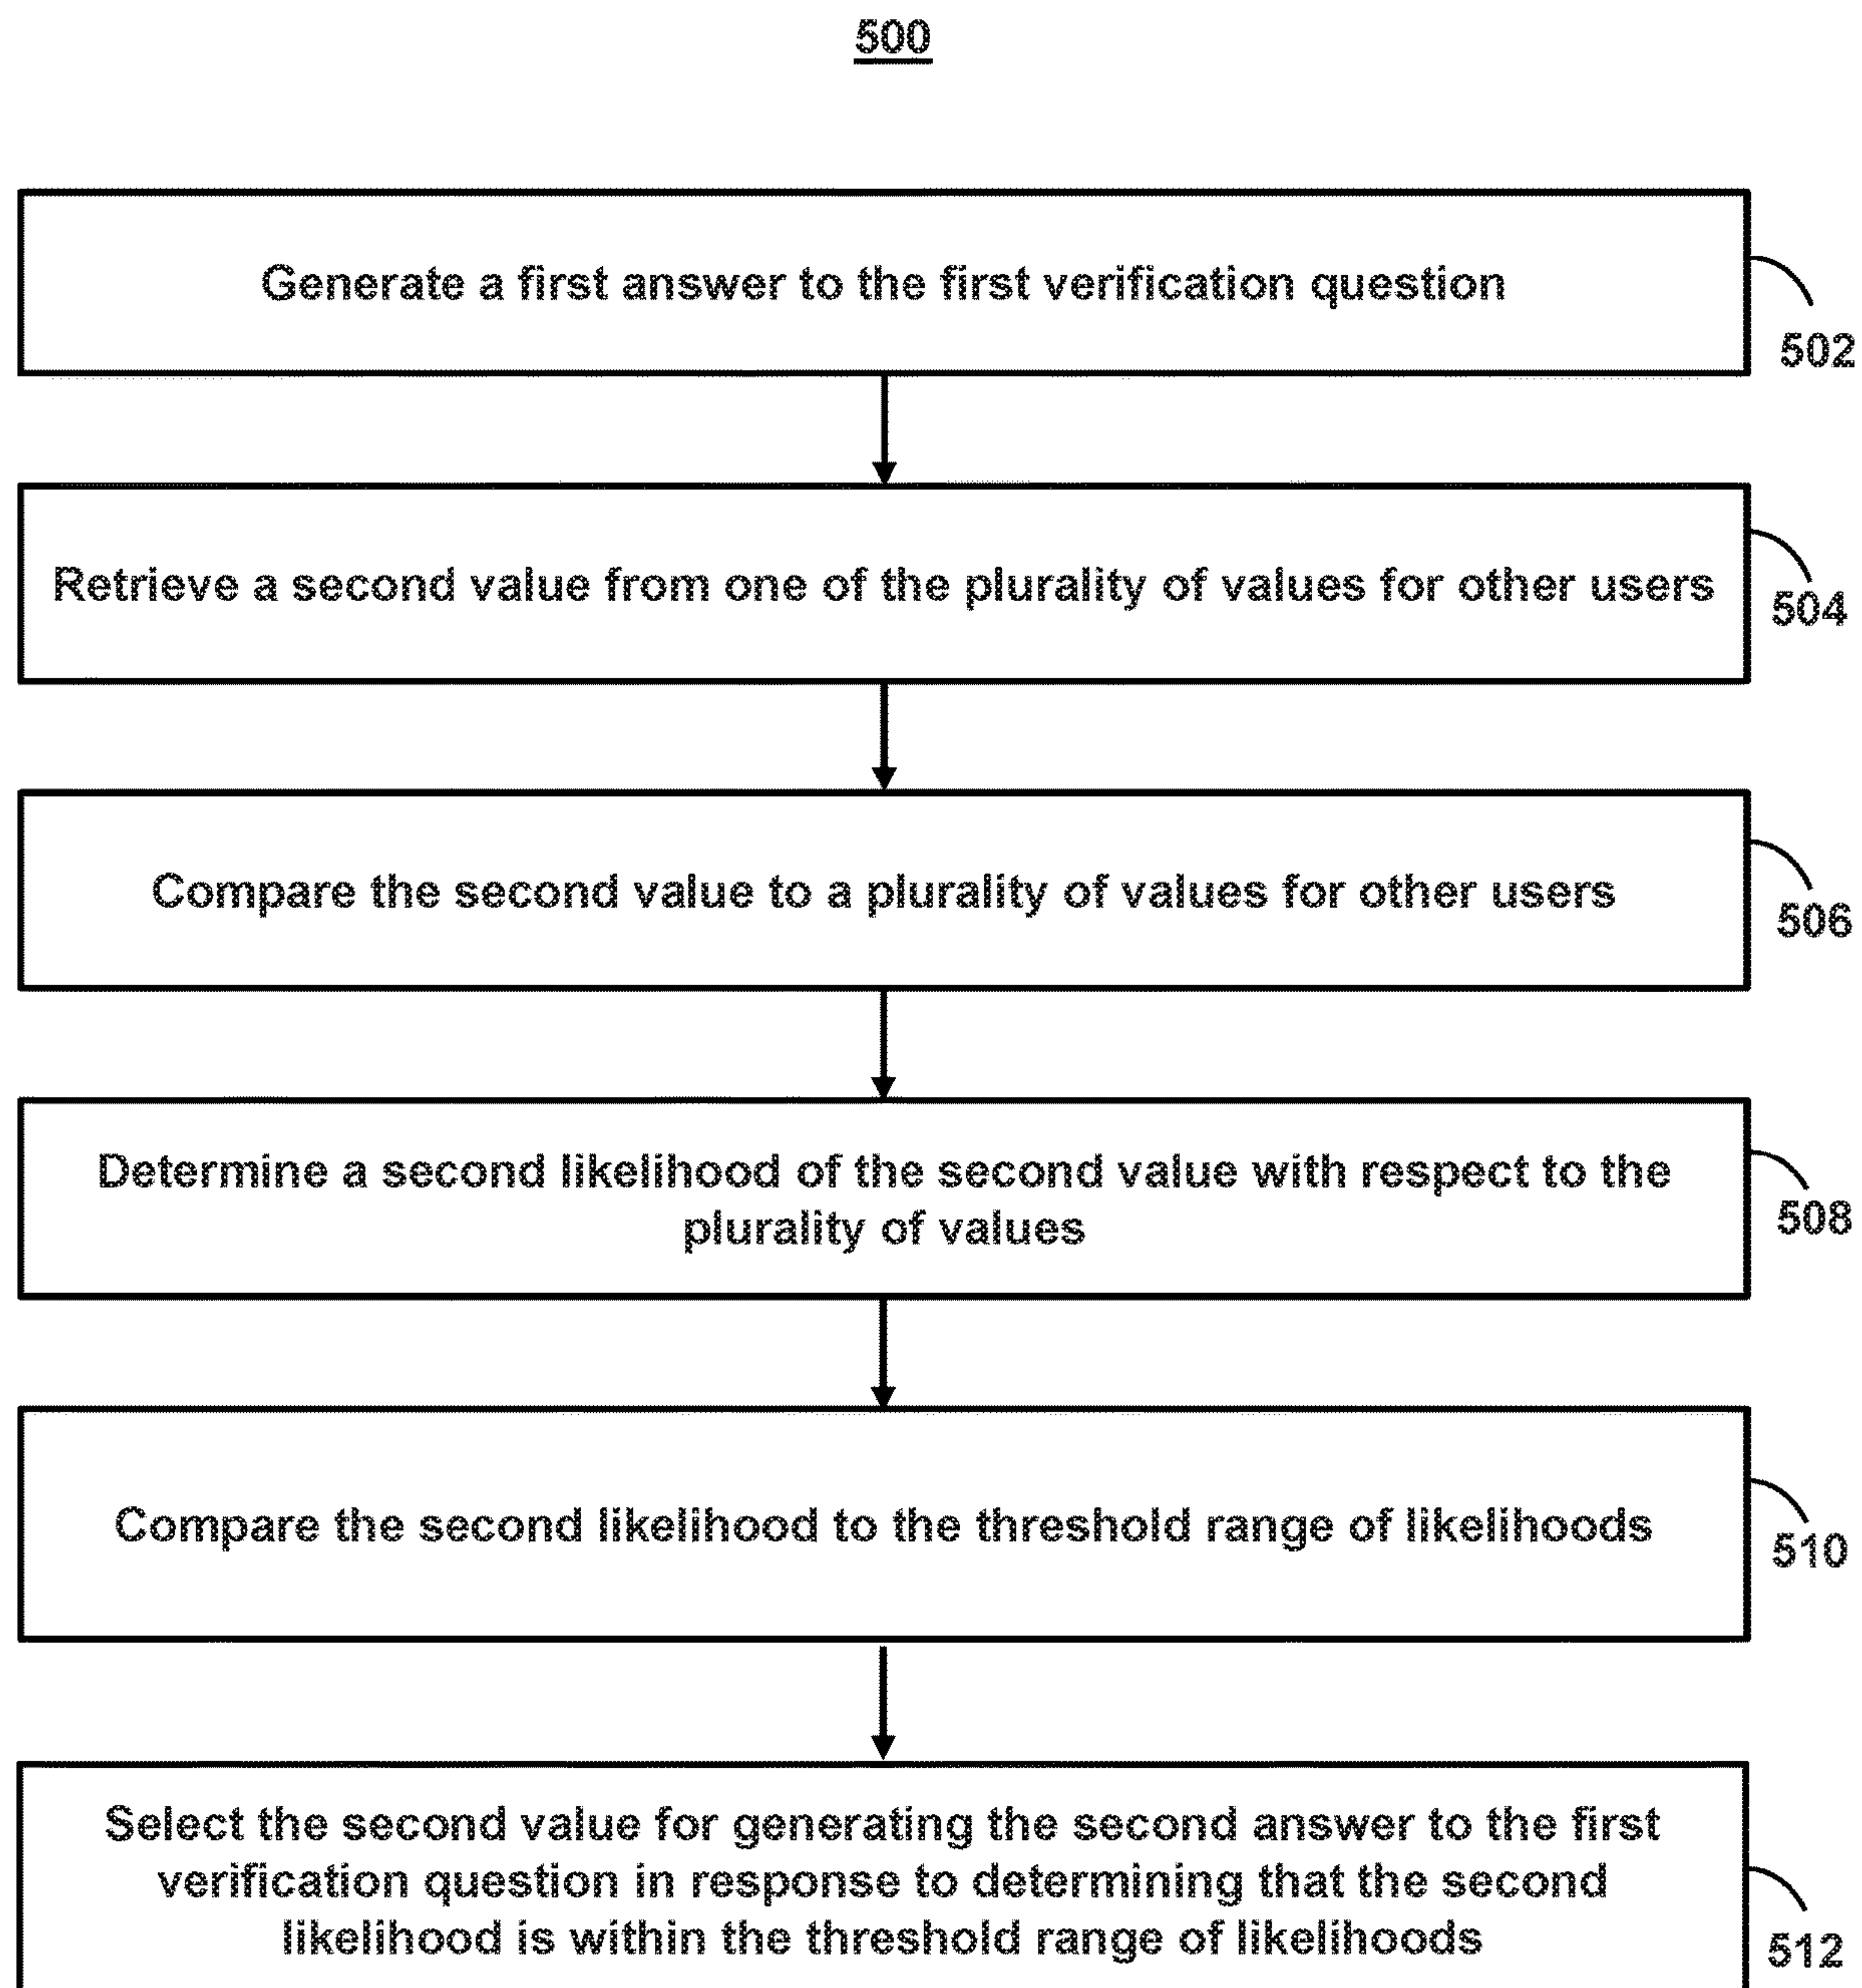 500
Generate a first answer to the first verification question
502
Retrieve a second value from one of the plurality of values for other users
504
Compare the second value to a plurality of values for other users
506
Determine a second likelihood of the second value with respect to the
plurality of values
508
Compare the second likelihood to the threshold range of likelihoods
510
Select the second value for generating the second answer to the first
verification question in response to determining that the second
likelihood is within the threshold range of likelihoods
512